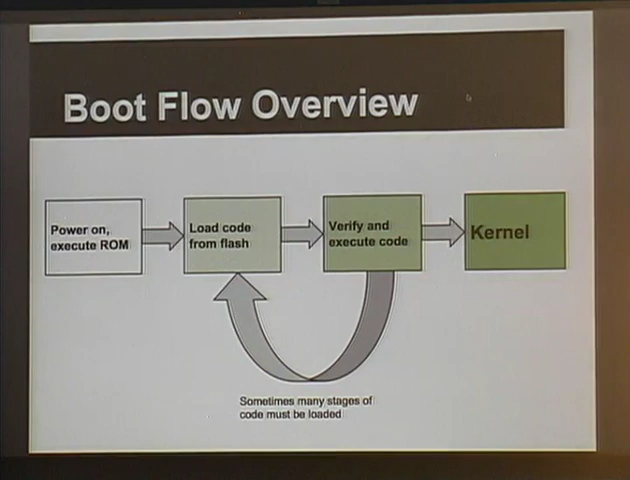 Boot Flow Overview
Power on,
execute ROM
Load code
from flash
Verify and
execute code
Kernel
Sometimes many stages of
code must be loaded